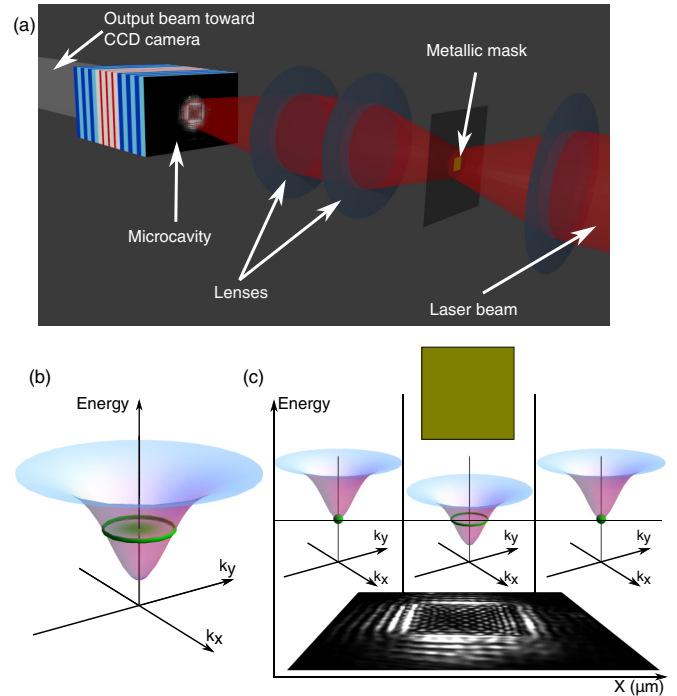 (a)
Output beam toward
CCD camera
Metallic mask
Microcavity
Lenses
Laser beam
(b)
Energy
ky
kx
(c)
Energy
ky
kx
ky
kx
ky
kx
X (μm)